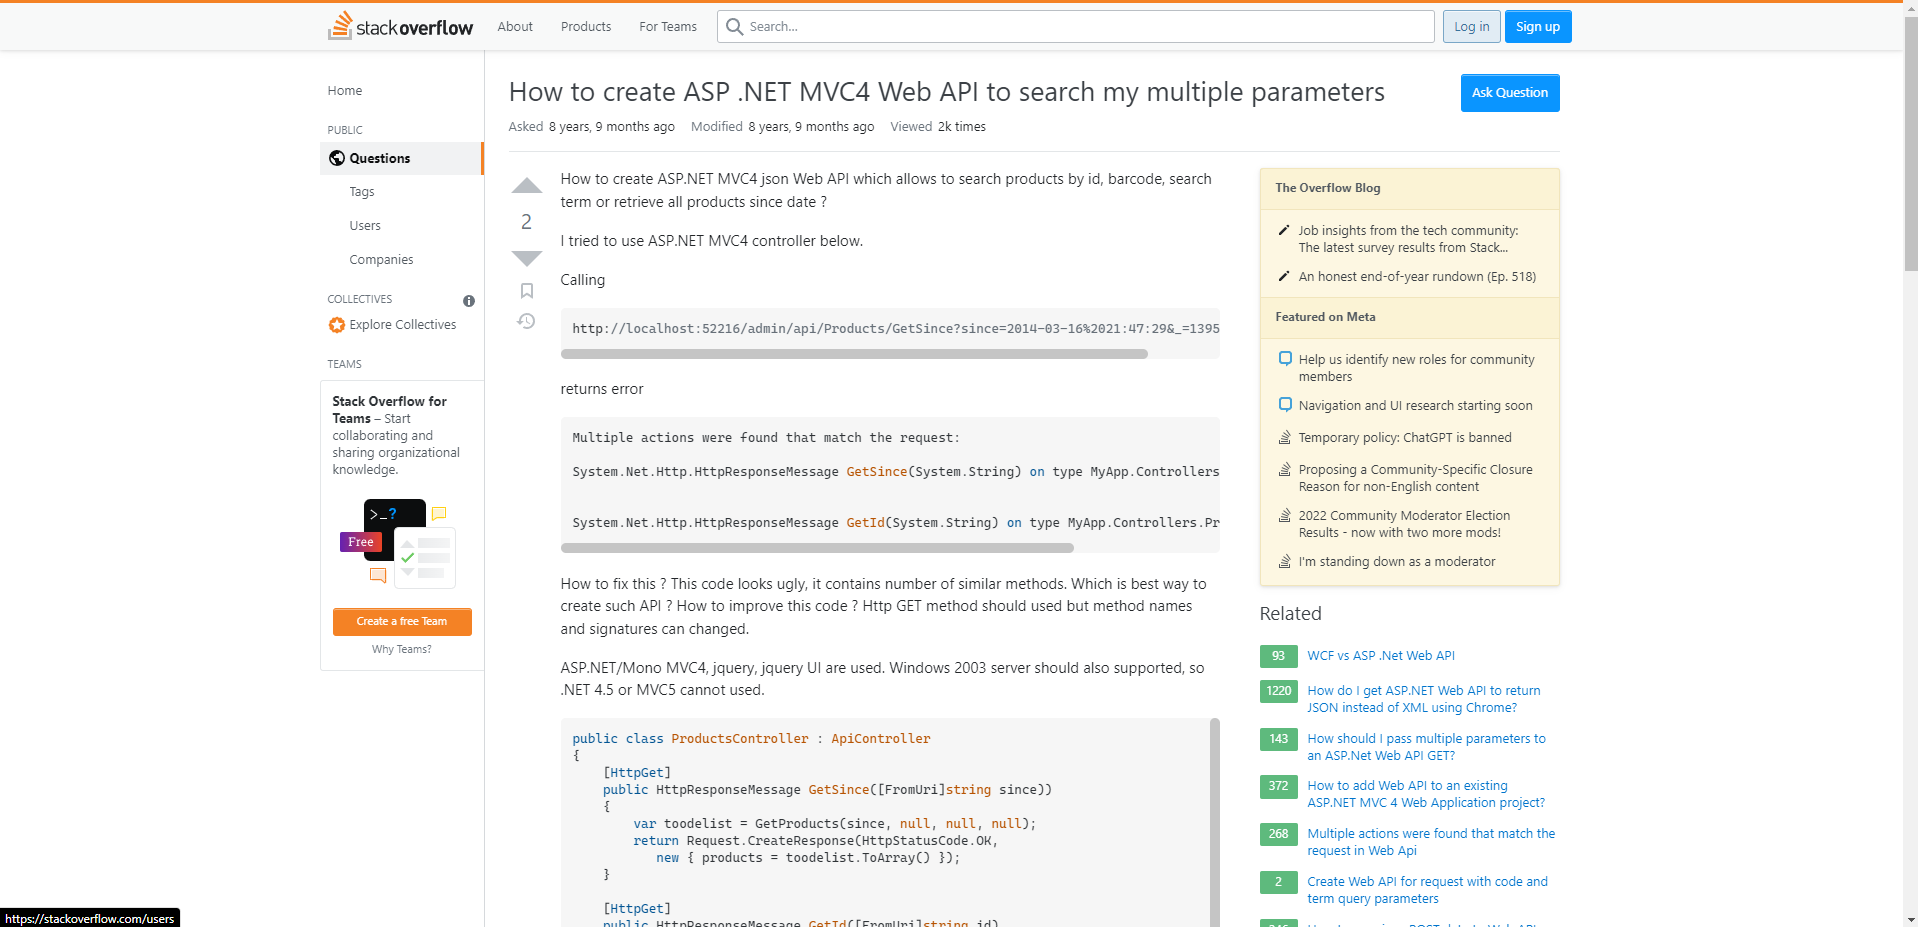 stackoverflow
About
Products
For Teams
Search...
Log in
Sign up
Home
PUBLIC
Questions
Tags
Users
Companies
COLLECTIVES
Explore Collectives
TEAMS
Stack Overflow for
Teams – Start
collaborating and
sharing organizational
knowledge.
>_?
Free
Create a free Team
Why Teams?
How to create ASP .NET MVC4 Web API to search my multiple parameters
Ask Question
Asked 8 years, 9 months ago Modified 8 years, 9 months ago Viewed 2k times
2
How to create ASP.NET MVC4 json Web API which allows to search products by id, barcode, search
term or retrieve all products since date ?
I tried to use ASP.NET MVC4 controller below.
Calling
http://localhost:52216/admin/api/Products/GetSince?since=2014-03-16%2021:47:29&_=1395
returns error
Multiple actions were found that match the request:
System.Net.Http.HttpResponseMessage GetSince(System.String) on type MyApp.Controllers
System.Net.Http.HttpResponseMessage GetId(System.String) on type MyApp.Controllers.Pr
How to fix this ? This code looks ugly, it contains number of similar methods. Which is best way to
create such API ? How to improve this code ? Http GET method should used but method names
and signatures can changed.
ASP.NET/Mono MVC4, jquery, jquery UI are used. Windows 2003 server should also supported, so
.NET 4.5 or MVC5 cannot used.
public class ProductsController : ApiController
{
[HttpGet]
public HttpResponseMessage GetSince([FromUri]string since))
{
var toodelist = GetProducts(since, null, null, null);
return Request.CreateResponse(HttpStatusCode.OK,
new { products = toodelist.ToArray() });
}
[HttpGet]
public HttpResponseMessage GetId([FromUri]string id)
The Overflow Blog
Job insights from the tech community:
The latest survey results from Stack...
An honest end-of-year rundown (Ep. 518)
Featured on Meta
Help us identify new roles for community
members
Navigation and UI research starting soon
Temporary policy: ChatGPT is banned
Proposing a Community-Specific Closure
Reason for non-English content
2022 Community Moderator Election
Results - now with two more mods!
I'm standing down as a moderator
Related
93 WCF vs ASP .Net Web API
1220 How do I get ASP.NET Web API to return
JSON instead of XML using Chrome?
143 How should I pass multiple parameters to
an ASP.Net Web API GET?
372 How to add Web API to an existing
ASP.NET MVC 4 Web Application project?
268 Multiple actions were found that match the
request in Web Api
2 Create Web API for request with code and
term query parameters
https://stackoverflow.com/users